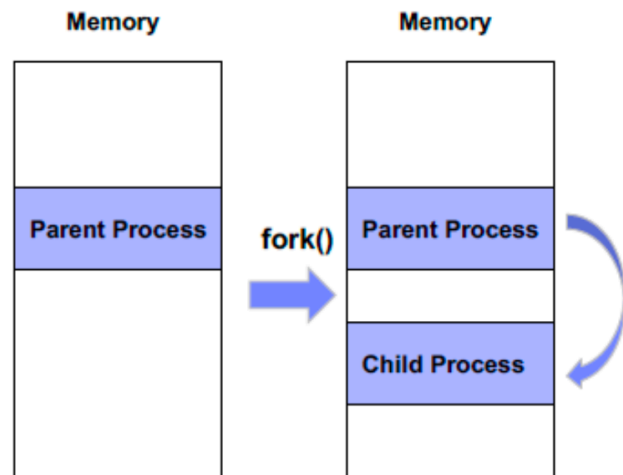 Memory
Memory
Parent Process
fork()
Parent Process
Child Process